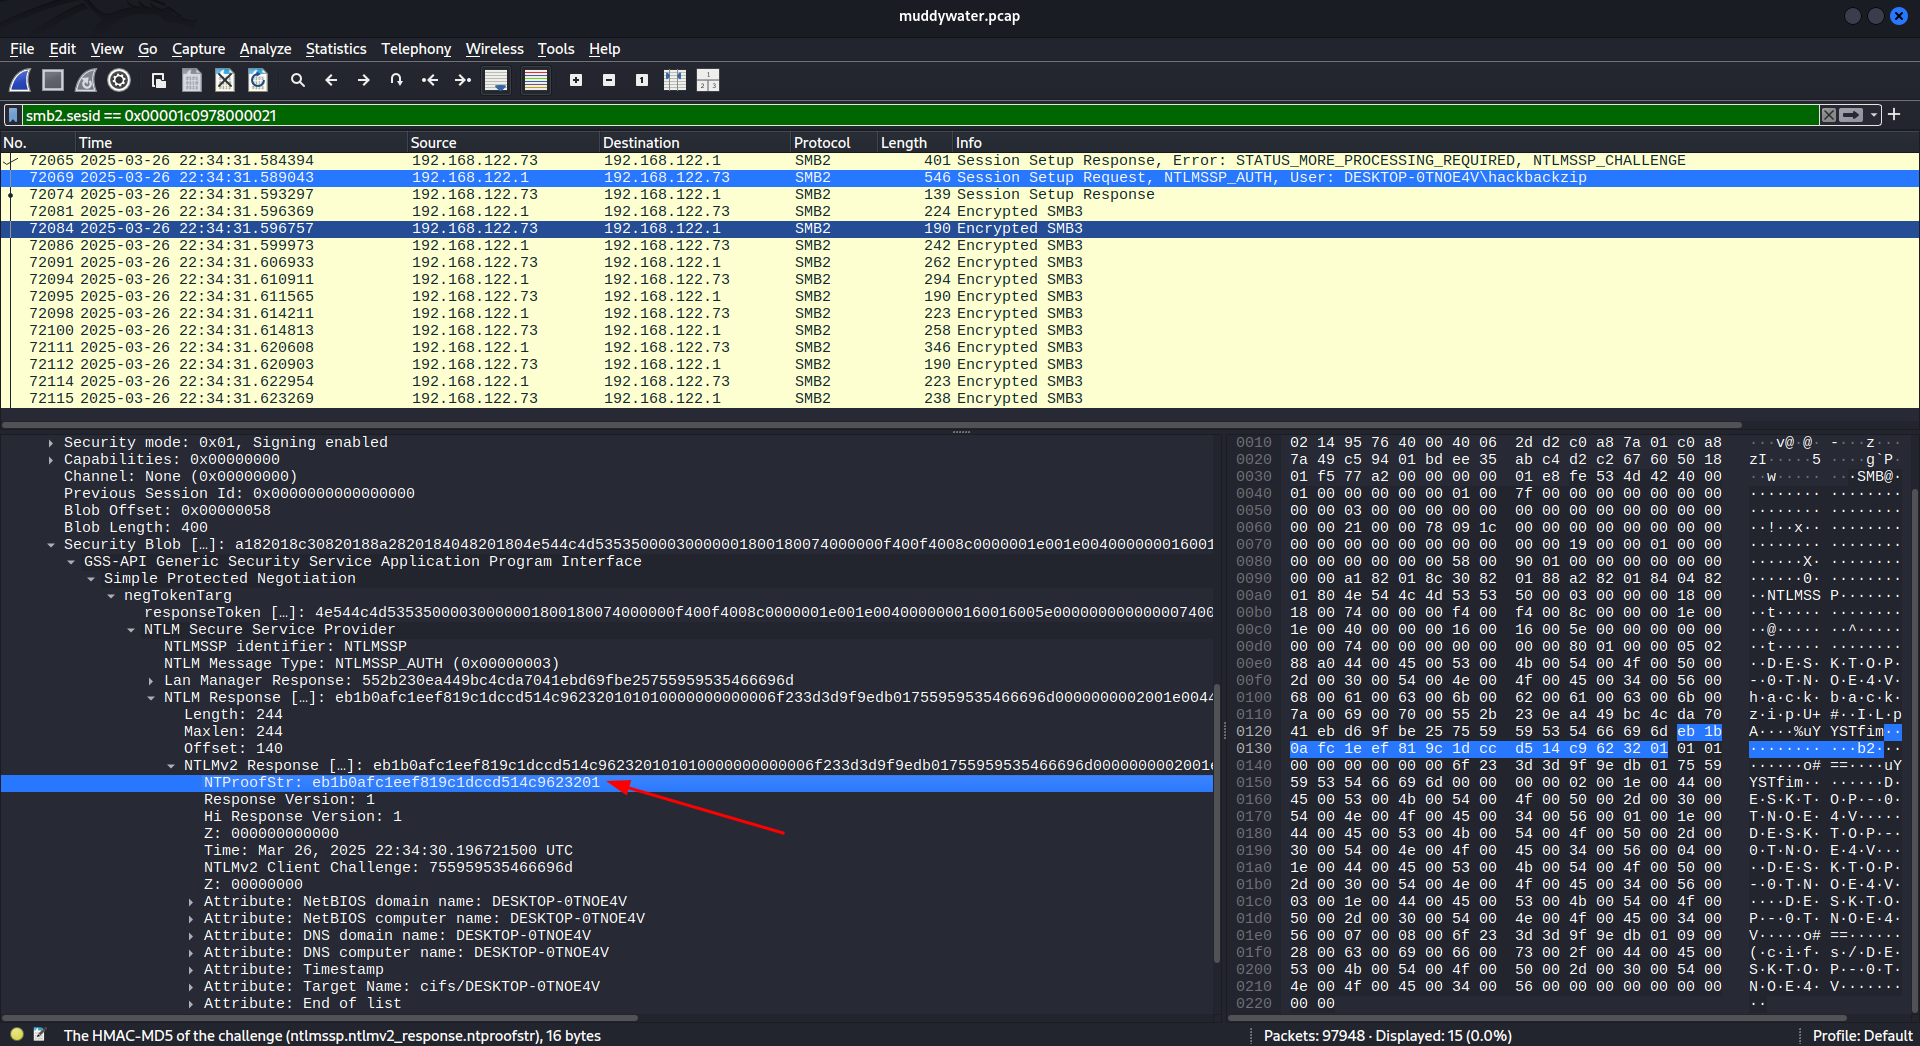 muddywater.pcap
File Edit View Go Capture Analyze Statistics Telephony Wireless Tools Help
smb2.sesid == 0x00001c0978000021
No. Time Source Destination Protocol Length Info
72065 2025-03-26 22:34:31.584394 192.168.122.73 192.168.122.1 SMB2 401 Session Setup Response, Error: STATUS_MORE_PROCESSING_REQUIRED, NTLMSSP_CHALLENGE
72069 2025-03-26 22:34:31.589043 192.168.122.1 192.168.122.73 SMB2 546 Session Setup Request, NTLMSSP_AUTH, User: DESKTOP-0TNOE4V\hackbackzip
72074 2025-03-26 22:34:31.593297 192.168.122.73 192.168.122.1 SMB2 139 Session Setup Response
72081 2025-03-26 22:34:31.596369 192.168.122.1 192.168.122.73 SMB2 224 Encrypted SMB3
72084 2025-03-26 22:34:31.596757 192.168.122.73 192.168.122.1 SMB2 190 Encrypted SMB3
72086 2025-03-26 22:34:31.599973 192.168.122.1 192.168.122.73 SMB2 242 Encrypted SMB3
72091 2025-03-26 22:34:31.606933 192.168.122.73 192.168.122.1 SMB2 262 Encrypted SMB3
72094 2025-03-26 22:34:31.610911 192.168.122.1 192.168.122.73 SMB2 294 Encrypted SMB3
72095 2025-03-26 22:34:31.611565 192.168.122.73 192.168.122.1 SMB2 190 Encrypted SMB3
72098 2025-03-26 22:34:31.614211 192.168.122.1 192.168.122.73 SMB2 223 Encrypted SMB3
72100 2025-03-26 22:34:31.614813 192.168.122.73 192.168.122.1 SMB2 258 Encrypted SMB3
72111 2025-03-26 22:34:31.620608 192.168.122.1 192.168.122.73 SMB2 346 Encrypted SMB3
72112 2025-03-26 22:34:31.620903 192.168.122.73 192.168.122.1 SMB2 190 Encrypted SMB3
72114 2025-03-26 22:34:31.622954 192.168.122.1 192.168.122.73 SMB2 223 Encrypted SMB3
72115 2025-03-26 22:34:31.623269 192.168.122.73 192.168.122.1 SMB2 238 Encrypted SMB3
Security mode: 0x01, Signing enabled
Capabilities: 0x00000000
Channel: None (0x00000000)
Previous Session Id: 0x0000000000000000
Blob Offset: 0x00000058
Blob Length: 400
Security Blob […]: a182018c30820188a2820184048201804e544c4d53535000030000001800180074000000f400f4008c0000001e001e0040000000160016001
GSS-API Generic Security Service Application Program Interface
Simple Protected Negotiation
negTokenTarg
responseToken […]: 4e544c4d53535000030000001800180074000000f400f4008c0000001e001e0040000000160016005e000000000000007400
NTLM Secure Service Provider
NTLMSSP identifier: NTLMSSP
NTLM Message Type: NTLMSSP_AUTH (0x00000003)
Lan Manager Response: 552b230ea449bc4cda7041ebd69fbe25755959535466696d
NTLM Response […]: eb1b0afc1eef819c1dccd514c962320101010000000000006f233d3d9f9edb01755959535466696d0000000002001e0044
Length: 244
Maxlen: 244
Offset: 140
NTLMv2 Response […]: eb1b0afc1eef819c1dccd514c962320101010000000000006f233d3d9f9edb01755959535466696d0000000002001e
NTProofStr: eb1b0afc1eef819c1dccd514c9623201
Response Version: 1
Hi Response Version: 1
Z: 000000000000
Time: Mar 26, 2025 22:34:30.196721500 UTC
NTLMv2 Client Challenge: 755959535466696d
Z: 00000000
Attribute: NetBIOS domain name: DESKTOP-0TNOE4V
Attribute: NetBIOS computer name: DESKTOP-0TNOE4V
Attribute: DNS domain name: DESKTOP-0TNOE4V
Attribute: DNS computer name: DESKTOP-0TNOE4V
Attribute: Timestamp
Attribute: Target Name: cifs/DESKTOP-0TNOE4V
Attribute: End of list
0010 02 14 95 76 40 00 40 06 2d d2 c0 a8 7a 01 c0 a8 ···v@·@· -···z···
0020 7a 49 c5 94 01 bd ee 35 ab c4 d2 c2 67 60 50 18 zI·····5 ····g`P·
0030 01 f5 77 a2 00 00 00 00 01 e8 fe 53 4d 42 40 00 ··w····· ···SMB@·
0040 01 00 00 00 00 00 01 00 7f 00 00 00 00 00 00 00 ········ ········
0050 00 00 03 00 00 00 00 00 00 00 00 00 00 00 00 00 ········ ········
0060 00 00 21 00 00 78 09 1c 00 00 00 00 00 00 00 00 ··!··x·· ········
0070 00 00 00 00 00 00 00 00 00 00 19 00 00 01 00 00 ········ ········
0080 00 00 00 00 00 00 58 00 90 01 00 00 00 00 00 00 ······X· ········
0090 00 00 a1 82 01 8c 30 82 01 88 a2 82 01 84 04 82 ······0· ········
00a0 01 80 4e 54 4c 4d 53 53 50 00 03 00 00 00 18 00 ··NTLMSS P·······
00b0 18 00 74 00 00 00 f4 00 f4 00 8c 00 00 00 1e 00 ··t····· ········
00c0 1e 00 40 00 00 00 16 00 16 00 5e 00 00 00 00 00 ··@····· ··^·····
00d0 00 00 74 00 00 00 00 00 00 00 80 01 00 00 05 02 ··t····· ········
00e0 88 a0 44 00 45 00 53 00 4b 00 54 00 4f 00 50 00 ··D·E·S· K·T·O·P·
00f0 2d 00 30 00 54 00 4e 00 4f 00 45 00 34 00 56 00 -·0·T·N· O·E·4·V·
0100 68 00 61 00 63 00 6b 00 62 00 61 00 63 00 6b 00 h·a·c·k· b·a·c·k·
0110 7a 00 69 00 70 00 55 2b 23 0e a4 49 bc 4c da 70 z·i·p·U+ #··I·L·p
0120 41 eb d6 9f be 25 75 59 59 53 54 66 69 6d eb 1b A····%uY YSTfim··
0130 0a fc 1e ef 81 9c 1d cc d5 14 c9 62 32 01 01 01 ········ ···b2···
0140 00 00 00 00 00 00 6f 23 3d 3d 9f 9e db 01 75 59 ······o# ==····uY
0150 59 53 54 66 69 6d 00 00 00 00 02 00 1e 00 44 00 YSTfim·· ······D·
0160 45 00 53 00 4b 00 54 00 4f 00 50 00 2d 00 30 00 E·S·K·T· O·P·-·0·
0170 54 00 4e 00 4f 00 45 00 34 00 56 00 01 00 1e 00 T·N·O·E· 4·V·····
0180 44 00 45 00 53 00 4b 00 54 00 4f 00 50 00 2d 00 D·E·S·K· T·O·P·-·
0190 30 00 54 00 4e 00 4f 00 45 00 34 00 56 00 04 00 0·T·N·O· E·4·V···
01a0 1e 00 44 00 45 00 53 00 4b 00 54 00 4f 00 50 00 ··D·E·S· K·T·O·P·
01b0 2d 00 30 00 54 00 4e 00 4f 00 45 00 34 00 56 00 -·0·T·N· O·E·4·V·
01c0 03 00 1e 00 44 00 45 00 53 00 4b 00 54 00 4f 00 ····D·E· S·K·T·O·
01d0 50 00 2d 00 30 00 54 00 4e 00 4f 00 45 00 34 00 P·-·0·T· N·O·E·4·
01e0 56 00 07 00 08 00 6f 23 3d 3d 9f 9e db 01 09 00 V·····o# ==······
01f0 28 00 63 00 69 00 66 00 73 00 2f 00 44 00 45 00 (·c·i·f· s·/·D·E·
0200 53 00 4b 00 54 00 4f 00 50 00 2d 00 30 00 54 00 S·K·T·O· P·-·0·T·
0210 4e 00 4f 00 45 00 34 00 56 00 00 00 00 00 00 00 N·O·E·4· V·······
0220 00 00 ··
The HMAC-MD5 of the challenge (ntlmssp.ntlmv2_response.ntproofstr), 16 bytes
Packets: 97948 · Displayed: 15 (0.0%)
Profile: Default